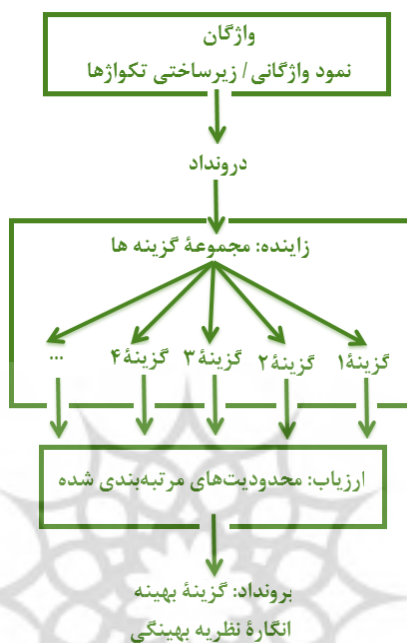 واژگان
نمود واژگانی/ زیرساختی تکواژها
درونداد
زاینده: مجموعهٔ گزینه ها
گزینهٔ۱ گزینهٔ۲ گزینهٔ۳ گزینهٔ۴ ...
ارزیاب: محدودیت‌های مرتبه‌بندی شده
برونداد: گزینهٔ بهینه
انگارهٔ نظریه بهینگی